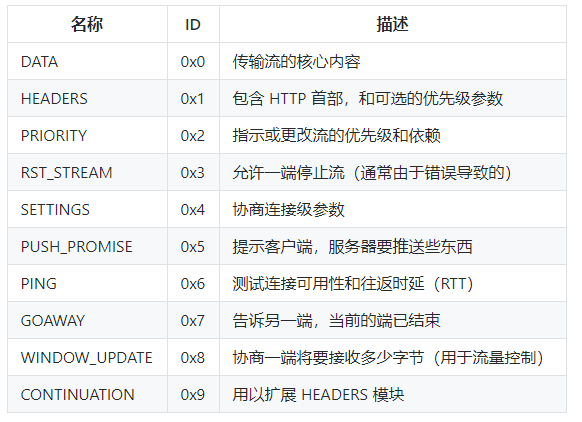 名称 ID 描述
DATA 0x0 传输流的核心内容
HEADERS 0x1 包含 HTTP 首部，和可选的优先级参数
PRIORITY 0x2 指示或更改流的优先级和依赖
RST_STREAM 0x3 允许一端停止流（通常由于错误导致的）
SETTINGS 0x4 协商连接级参数
PUSH_PROMISE 0x5 提示客户端，服务器要推送些东西
PING 0x6 测试连接可用性和往返时延（RTT）
GOAWAY 0x7 告诉另一端，当前的端已结束
WINDOW_UPDATE 0x8 协商一端将要接收多少字节（用于流量控制）
CONTINUATION 0x9 用以扩展 HEADERS 模块